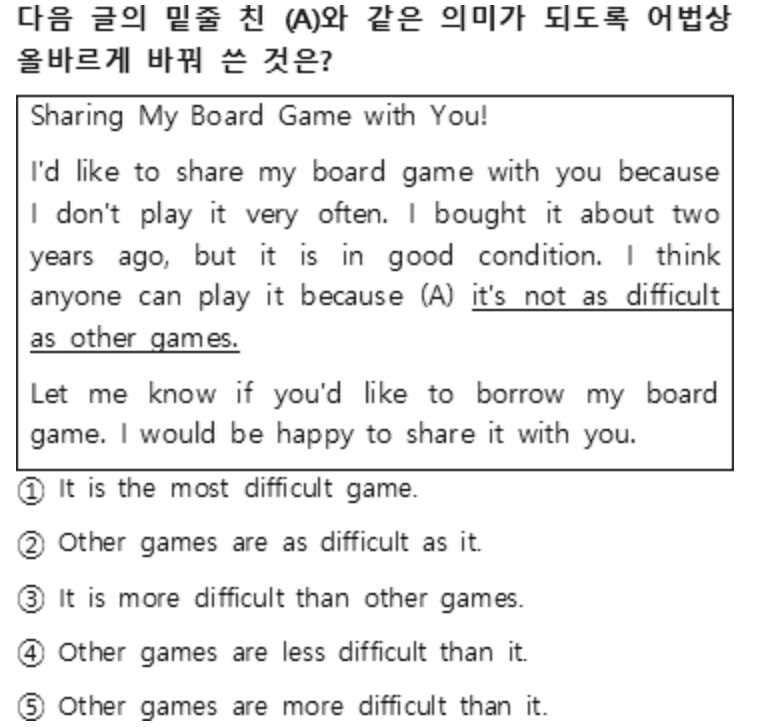 다음 글의 밑줄 친 (A)와 같은 의미가 되도록 어법상
올바르게 바꿔 쓴 것은?
Sharing My Board Game with You!
I'd like to share my board game with you because
I don't play it very often. I bought it about two
years ago, but it is in good condition. I think
anyone can play it because (A) it's not as difficult
as other games.
Let me know if you'd like to borrow my board
game. I would be happy to share it with you.
① It is the most difficult game.
② Other games are as difficult as it.
③ It is more difficult than other games.
④ Other games are less difficult than it.
⑤ Other games are more difficult than it.